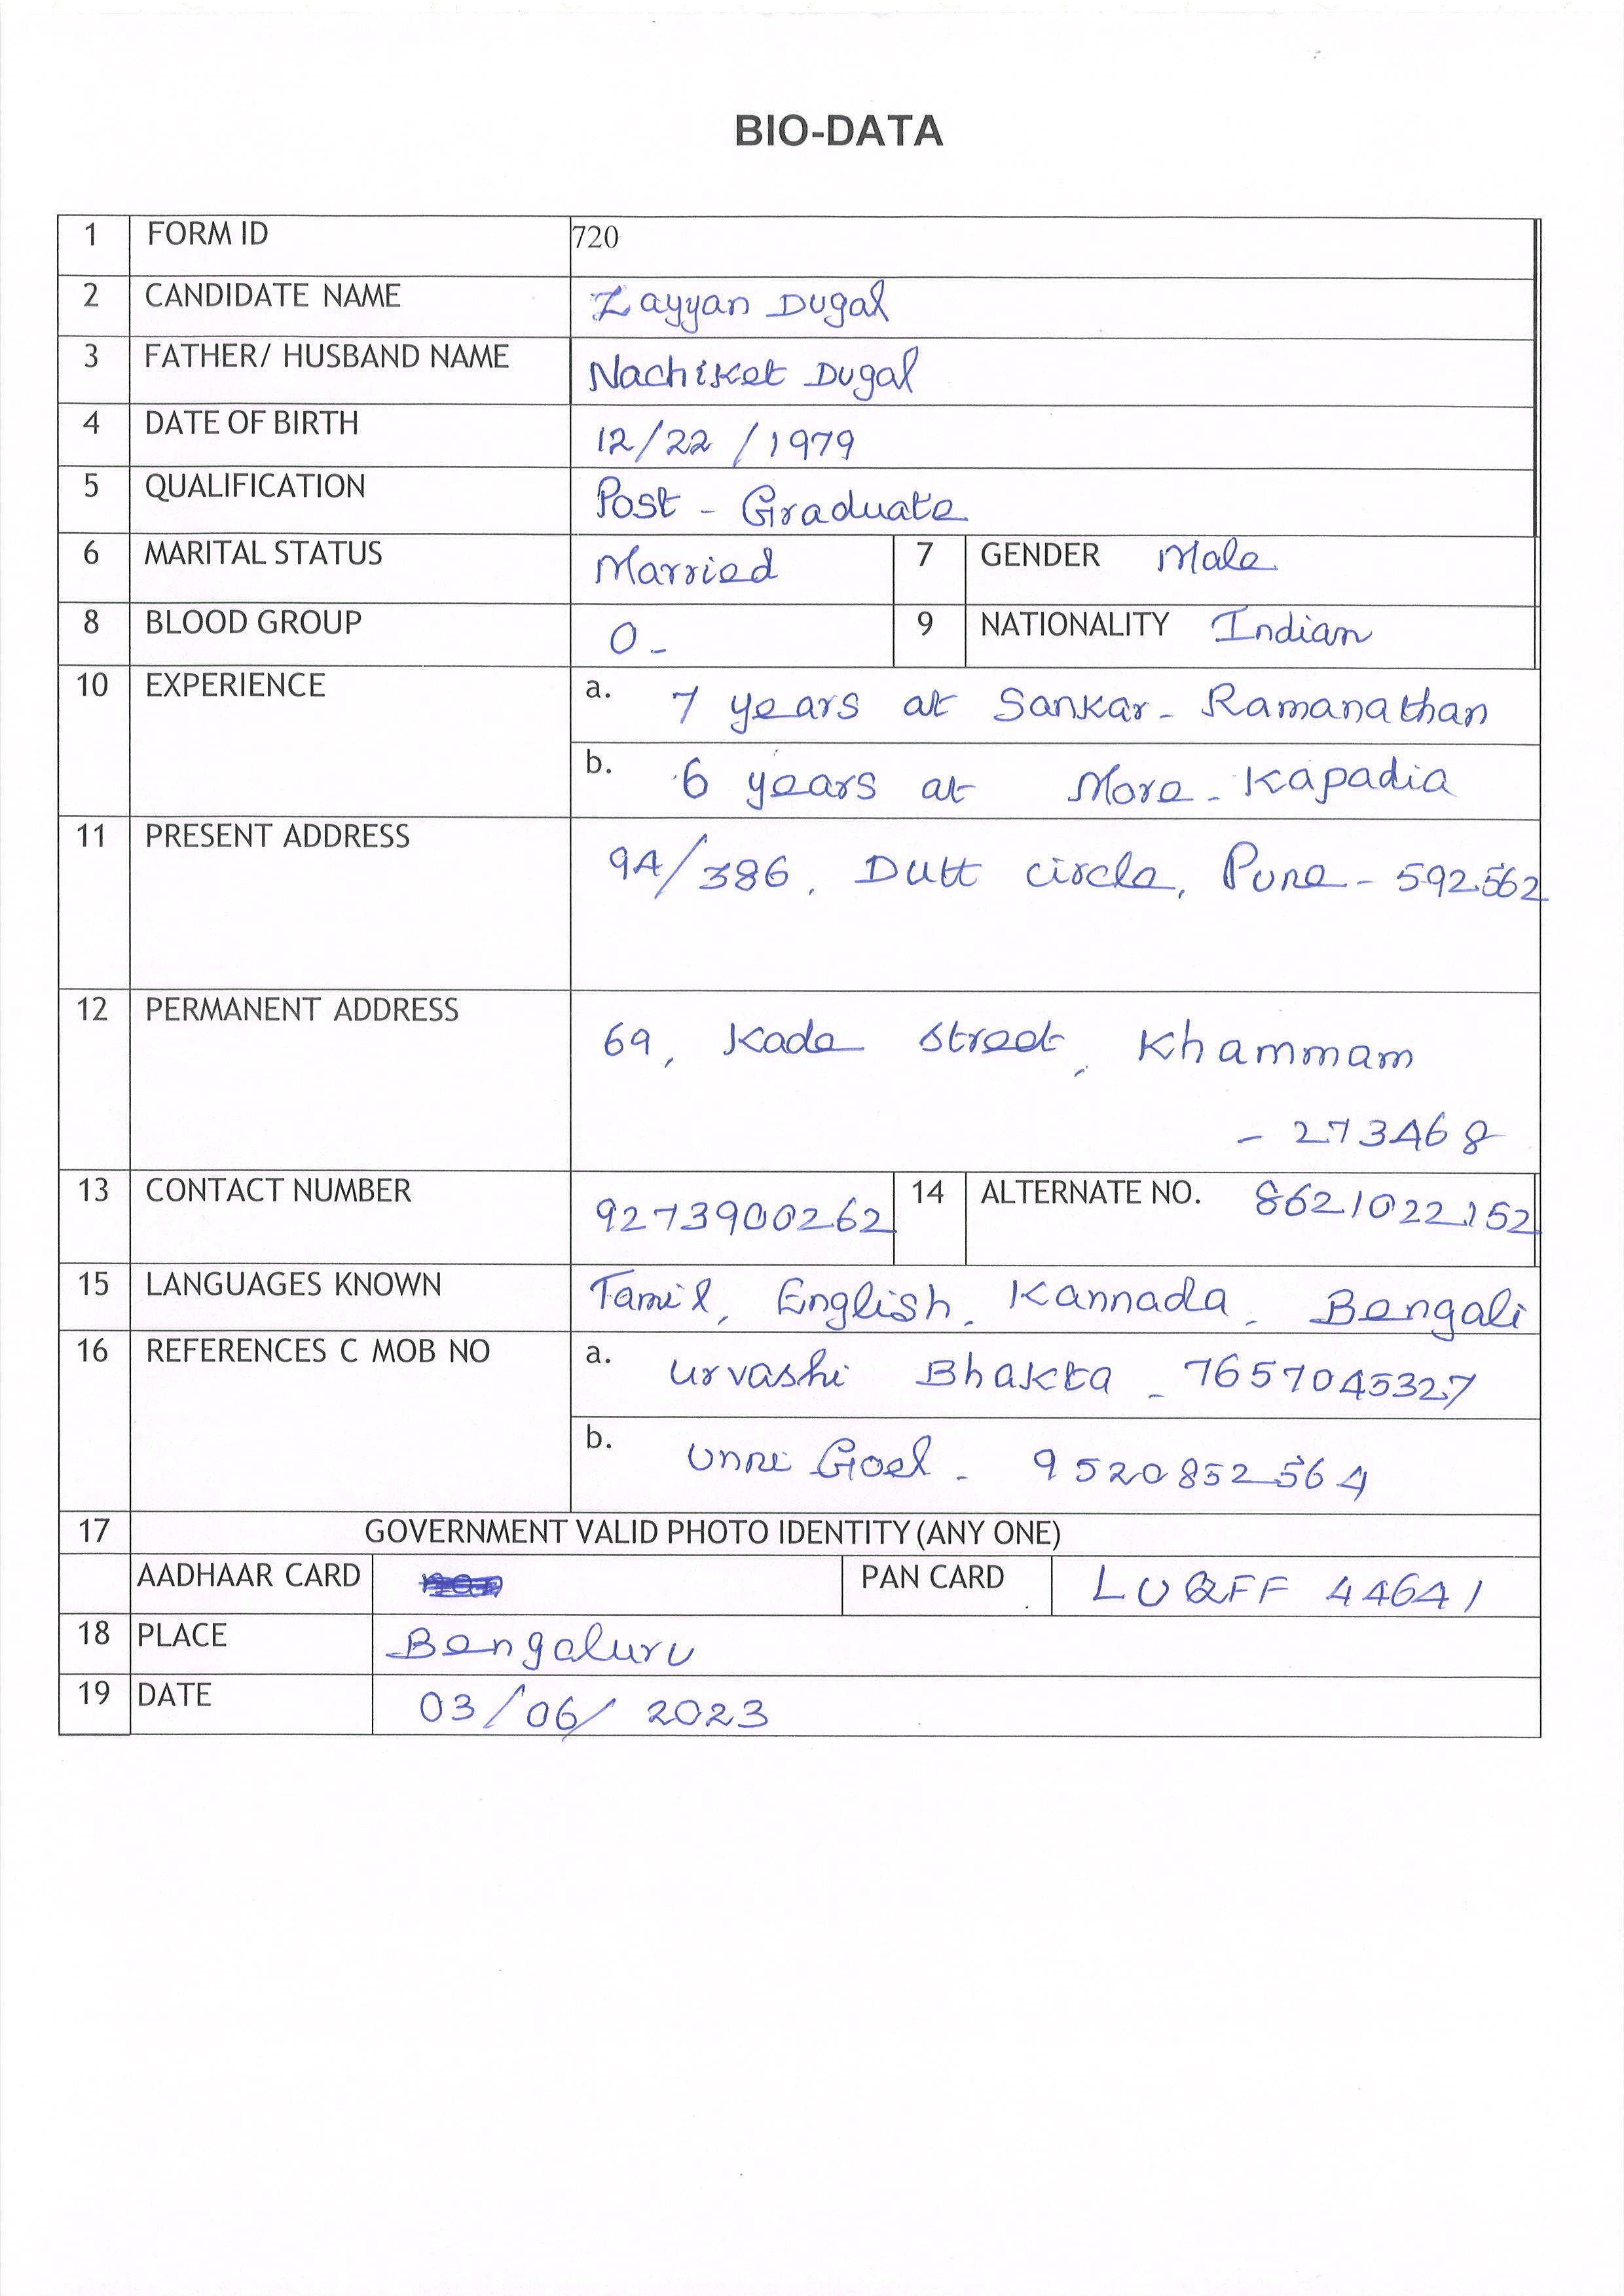 BIO-DATA
1 FORM ID 720
2 CANDIDATE NAME Zayyan Dugal
3 FATHER/ HUSBAND NAME Nachiket Dugal
4 DATE OF BIRTH 12/22/1979
5 QUALIFICATION Post - Graduate
6 MARITAL STATUS Married 7 GENDER Male
8 BLOOD GROUP O- 9 NATIONALITY Indian
10 EXPERIENCE a. 7 years at Sankar - Ramanathan
b. 6 years at More - Kapadia
11 PRESENT ADDRESS 9A/386, Dutt circle, Pune - 592562
12 PERMANENT ADDRESS 69, Kade Street, Khammam
- 273468
13 CONTACT NUMBER 9273900262 14 ALTERNATE NO. 8621022152
15 LANGUAGES KNOWN Tamil, English, Kannada, Bengali
16 REFERENCES C MOB NO a. Urvashi Bhakta - 7657045327
b. Unni Goel - 9520852564
17 GOVERNMENT VALID PHOTO IDENTITY (ANY ONE)
AADHAAR CARD PAN CARD LUQFF 44641
18 PLACE Bengaluru
19 DATE 03/06/2023